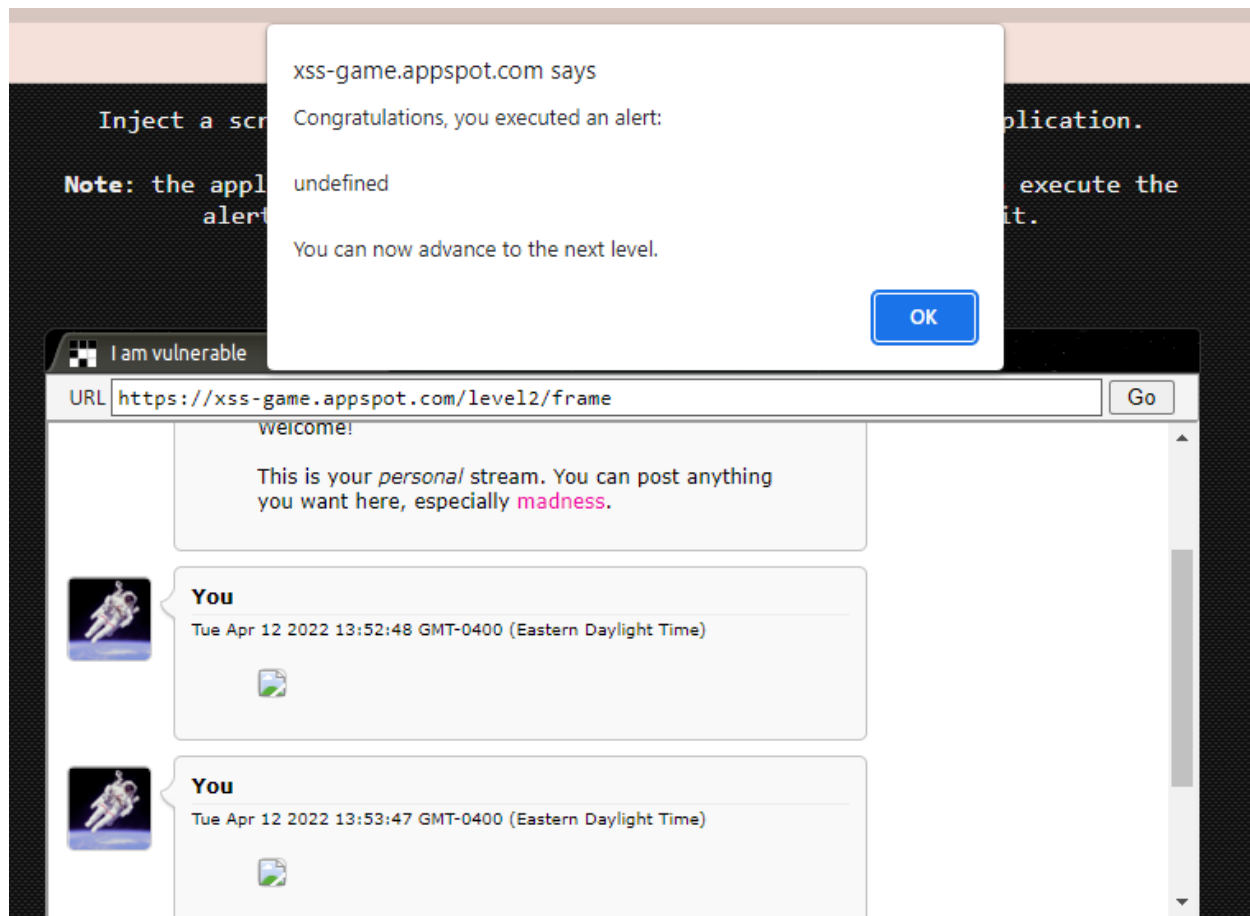 xss-game.appspot.com says
Congratulations, you executed an alert:
undefined
You can now advance to the next level.
OK
Inject a scr plication.
Note: the appl execute the
alert it.
I am vulnerable
URL https://xss-game.appspot.com/level2/frame Go
Welcome!
This is your personal stream. You can post anything
you want here, especially madness.
You
Tue Apr 12 2022 13:52:48 GMT-0400 (Eastern Daylight Time)
You
Tue Apr 12 2022 13:53:47 GMT-0400 (Eastern Daylight Time)